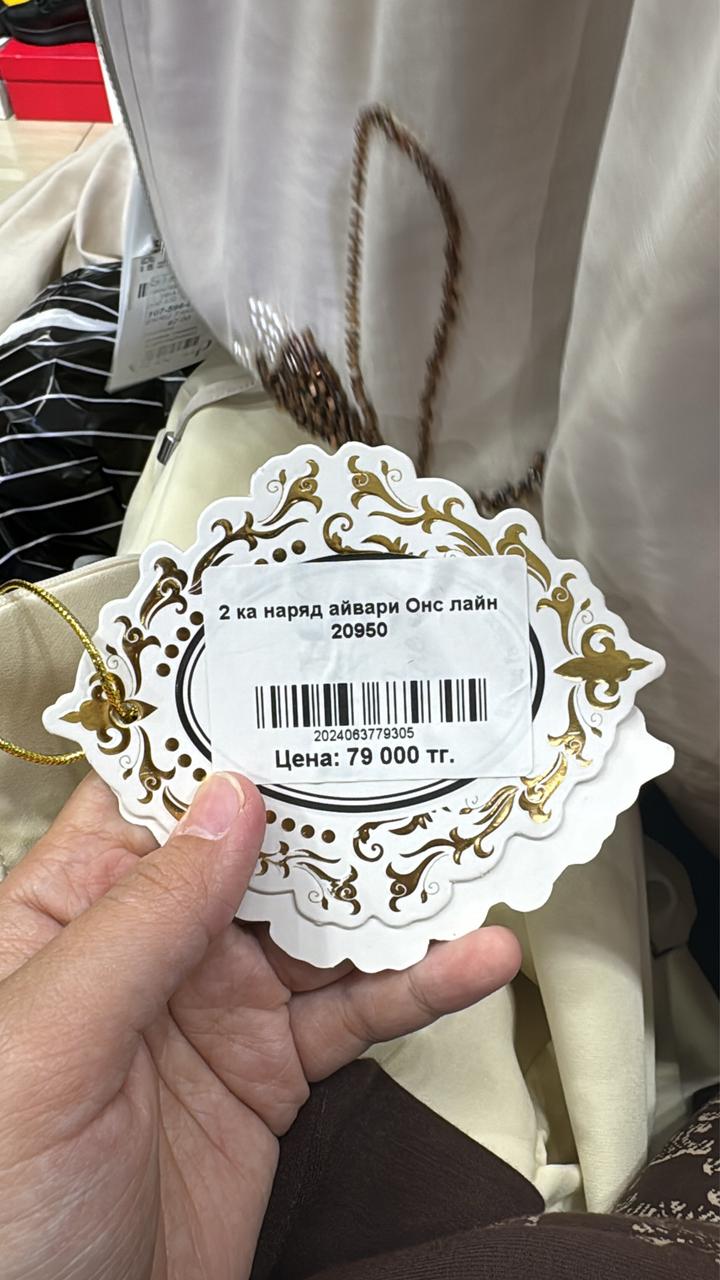 2 ка наряд айвари Онс лайн
20950
2024063779305
Цена: 79 000 тг.